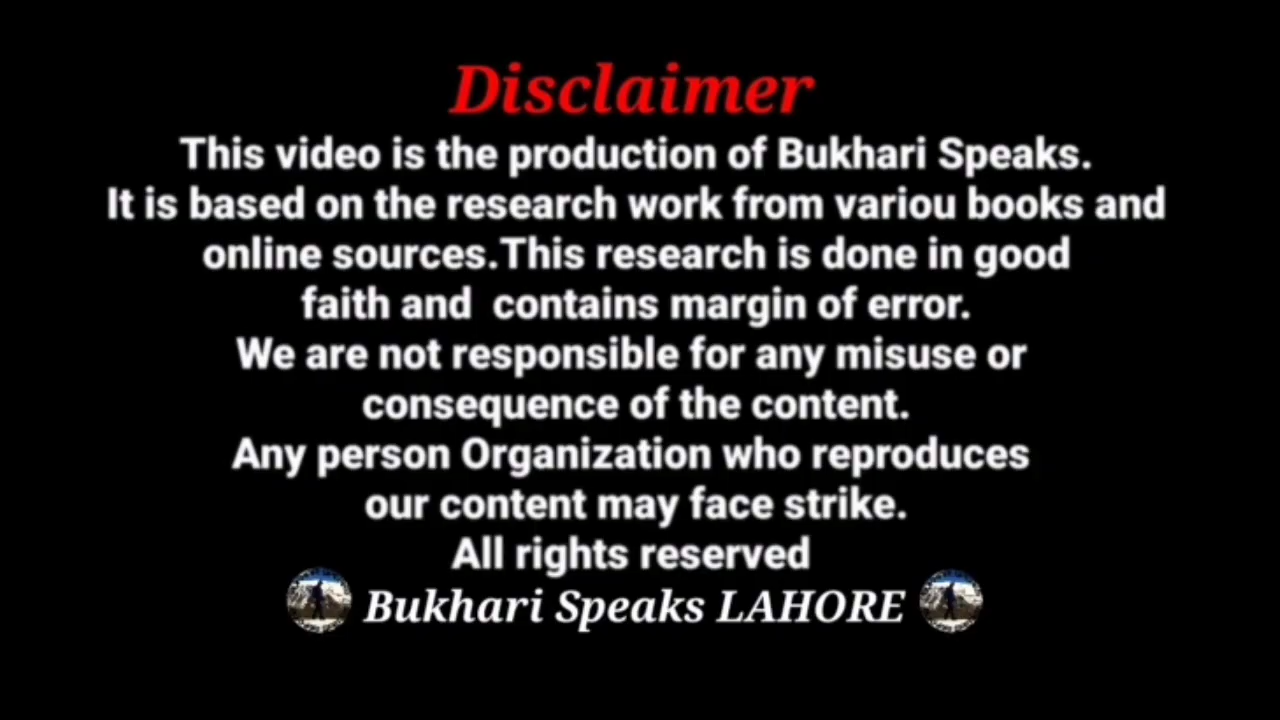 Disclaimer
This video is the production of Bukhari Speaks.
It is based on the research work from variou books and
online sources.This research is done in good
faith and  contains margin of error.
We are not responsible for any misuse or
consequence of the content.
Any person Organization who reproduces
our content may face strike.
All rights reserved
Bukhari Speaks LAHORE